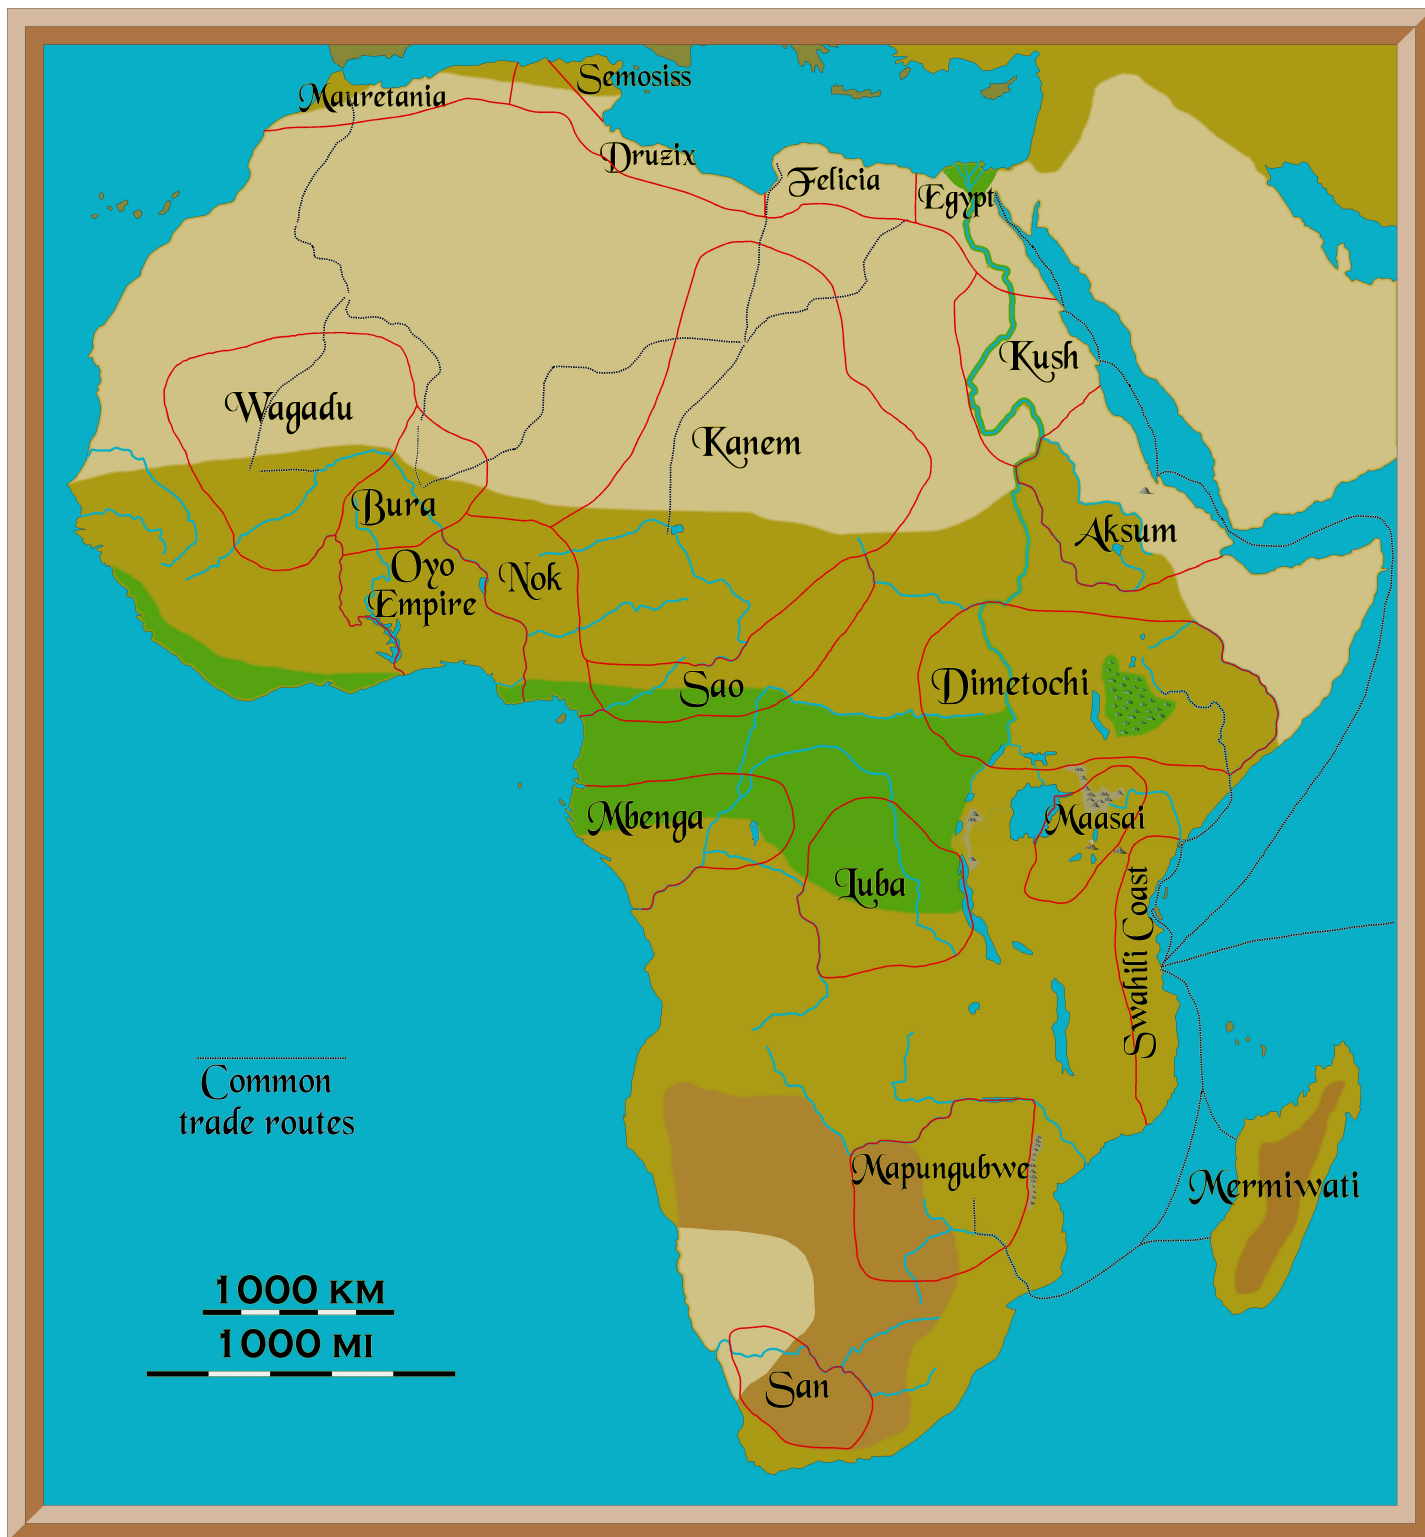 Semosiss
Mauretania
Druzix
Felicia
Egypt
Kush
Wagadu
Kanem
Bura
Aksum
Oyo
Empire
Nok
Sao
Dimetochi
Mbenga
Maasai
Luba
Swahili Coast
Common
trade routes
Mapungubwe
Mermiwati
1000 KM
1000 MI
San